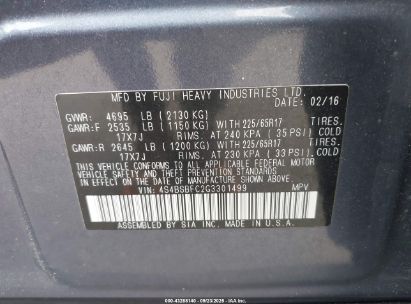 MFD BY FUJI HEAVY INDUSTRIES LTD.
DATE: 02/16
GVWR: 4695 LB (2130 KG)
GAWR:F 2535 LB (1150 KG) WITH 225/65R17 TIRES.
17X7J RIMS. AT 240 KPA (35 PSI) COLD
GAWR:R 2645 LB (1200 KG) WITH 225/65R17 TIRES.
17X7J RIMS. AT 230 KPA (33 PSI) COLD
THIS VEHICLE CONFORMS TO ALL APPLICABLE FEDERAL MOTOR
VEHICLE SAFETY AND THEFT PREVENTION STANDARDS
IN EFFECT ON THE DATE OF MANUFACTURE SHOWN ABOVE.
VIN: 4S4BSBFC2G3301499 MPV
ASSEMBLED BY SIA INC. IN U.S.A.